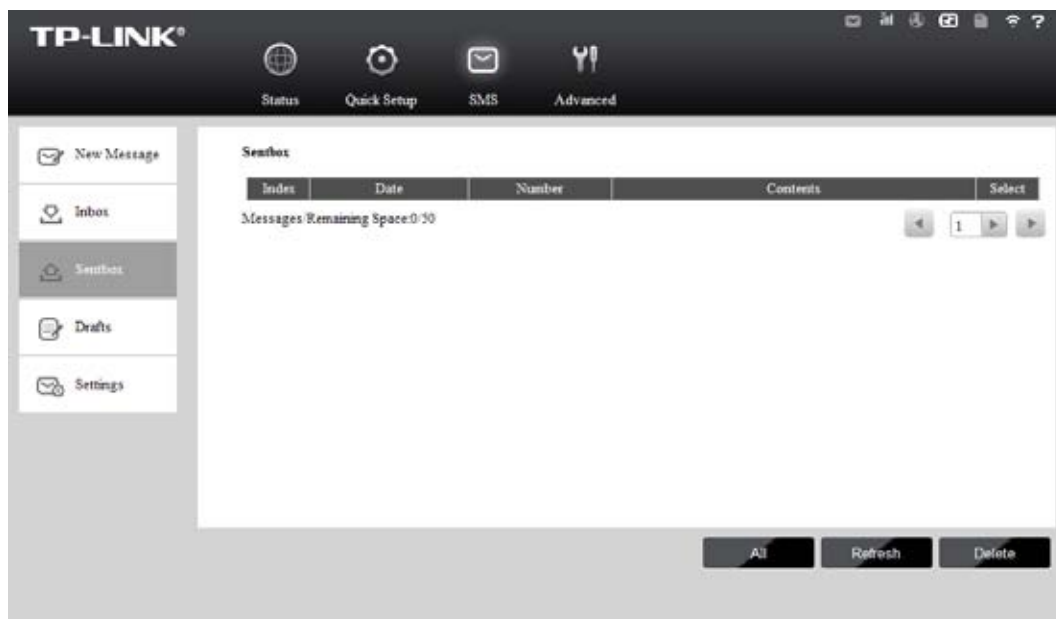 TP-LINK®
?
Status Quick Setup SMS Advanced
New Message
Inbox
Sentbox
Drafts
Settings
Sentbox
Index Date Number Contents Select
Messages/Remaining Space:0/50
1
All Refresh Delete